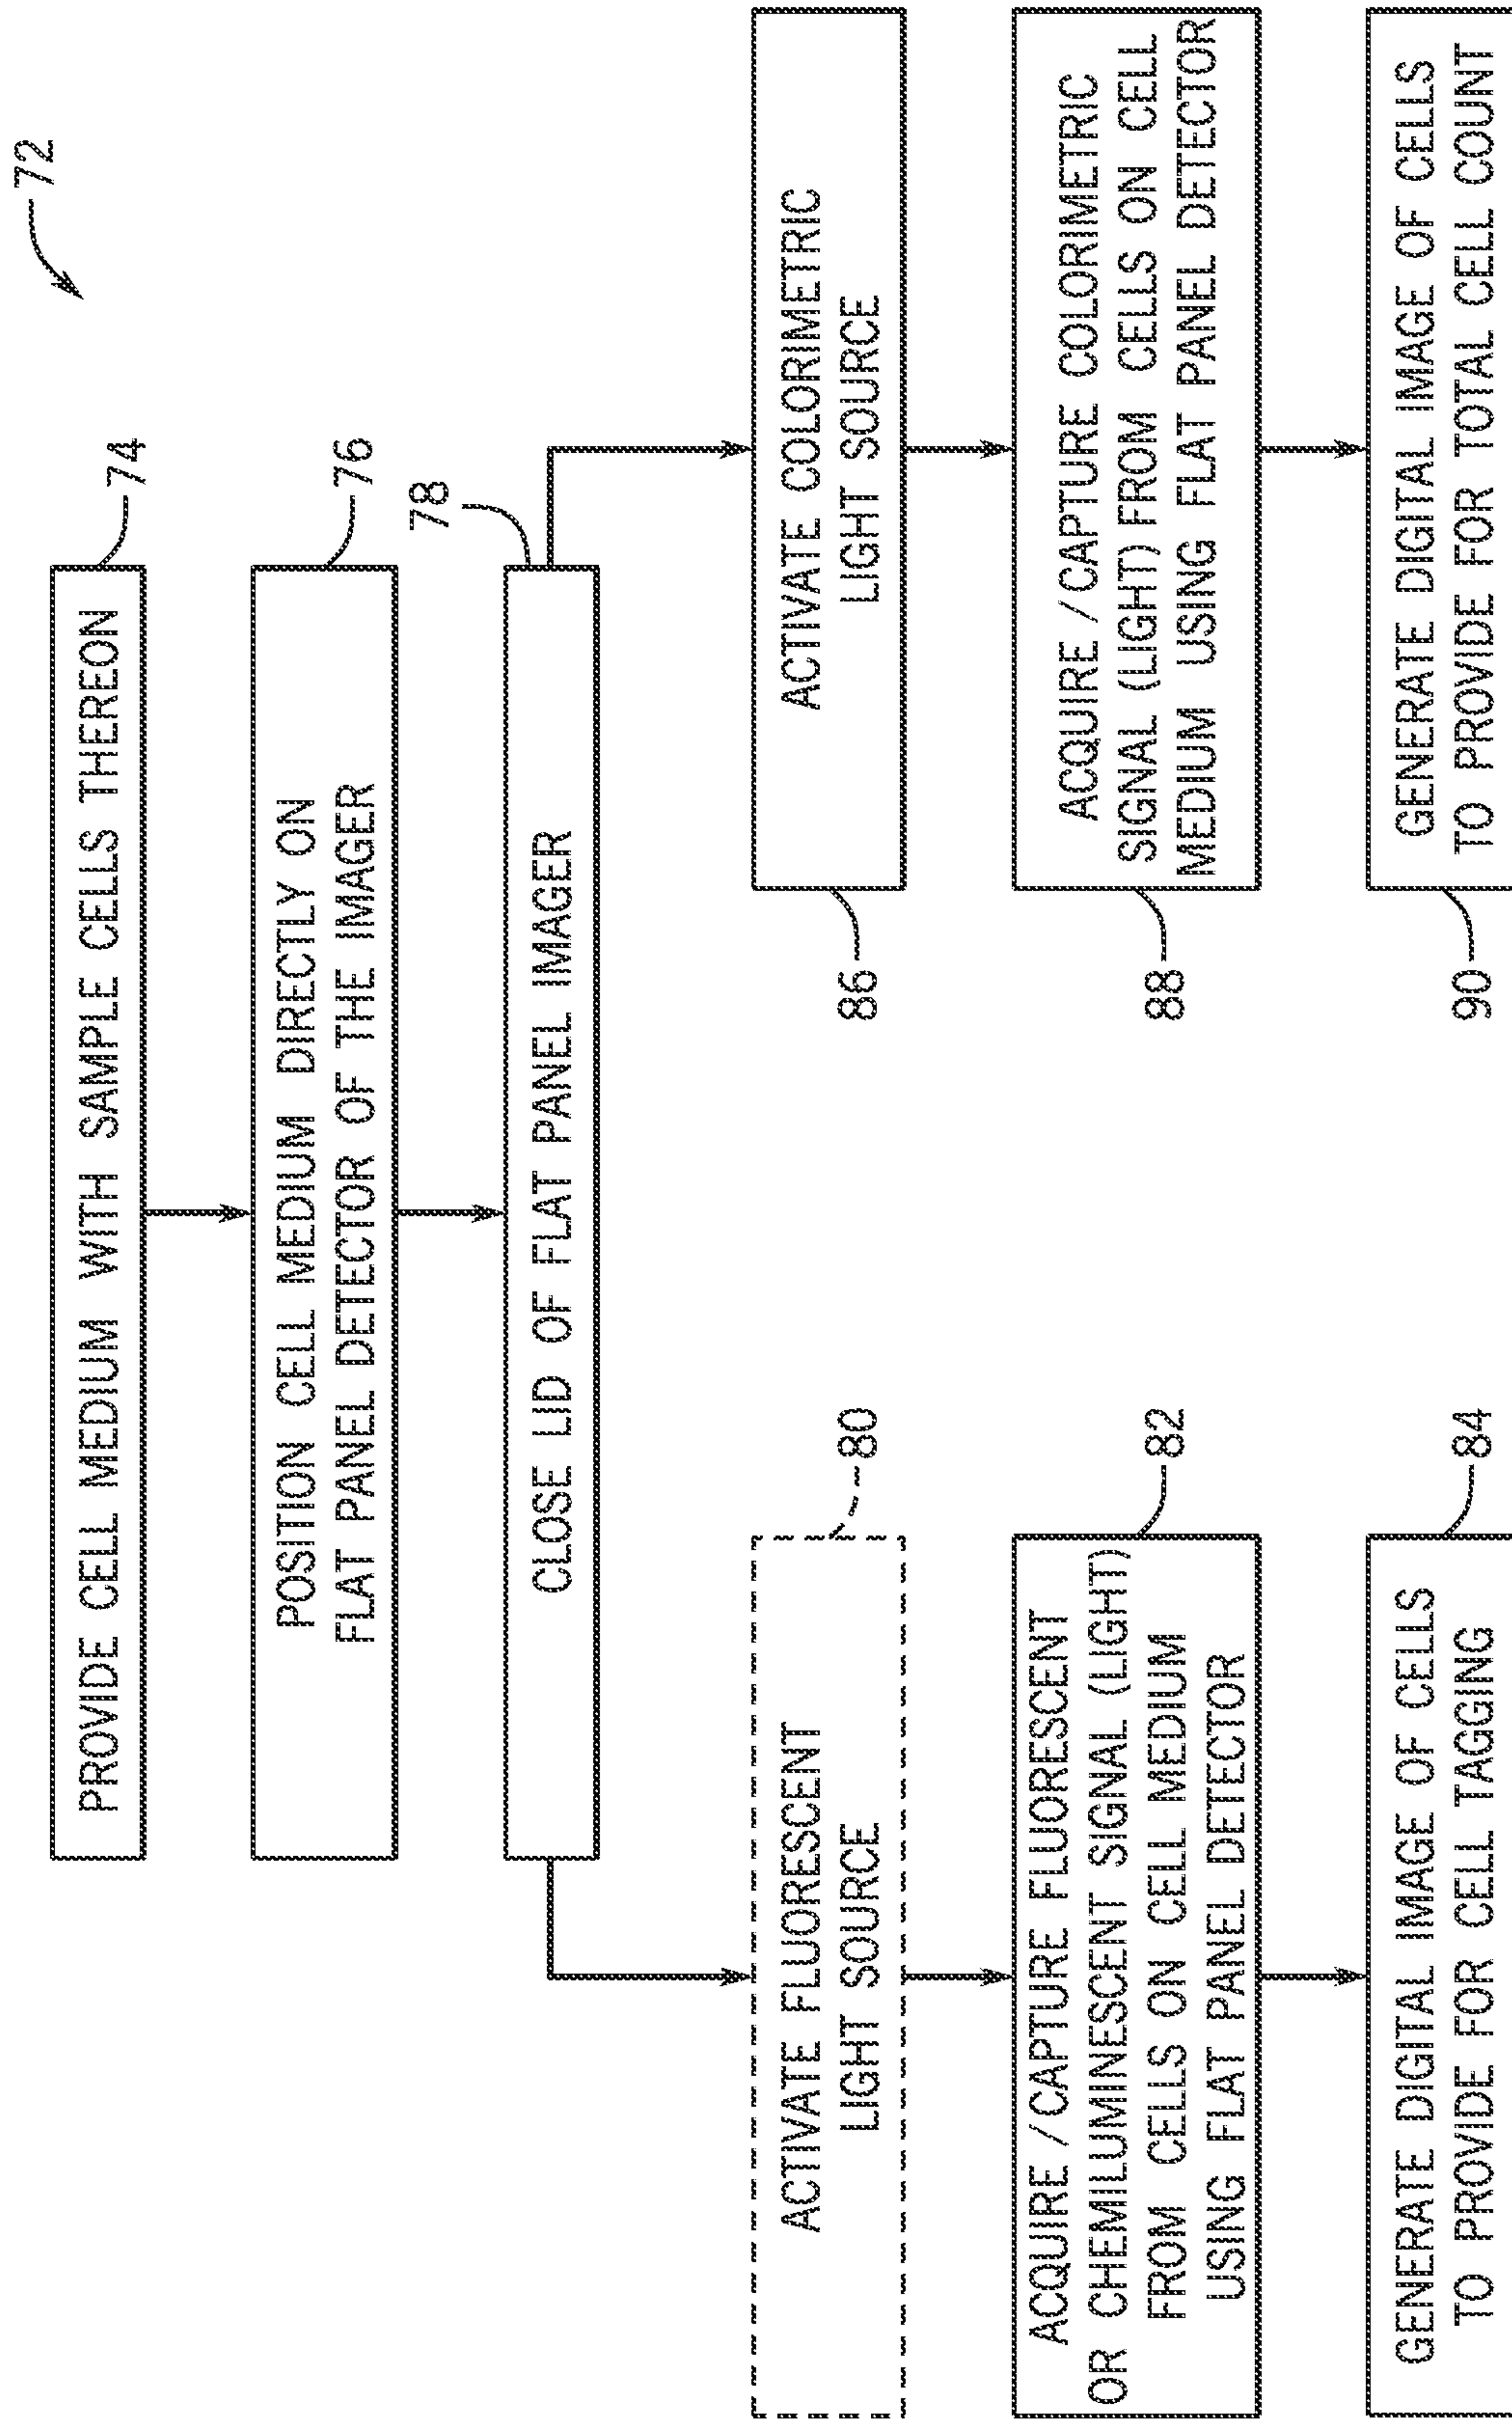 72
PROVIDE CELL MEDIUM WITH SAMPLE CELLS THEREON
74
POSITION CELL MEDIUM DIRECTLY ON
FLAT PANEL DETECTOR OF THE IMAGER
76
CLOSE LID OF FLAT PANEL IMAGER
78
ACTIVATE FLUORESCENT
LIGHT SOURCE
80
ACQUIRE/CAPTURE FLUORESCENT
OR CHEMILUMINESCENT SIGNAL (LIGHT)
FROM CELLS ON CELL MEDIUM
USING FLAT PANEL DETECTOR
82
GENERATE DIGITAL IMAGE OF CELLS
TO PROVIDE FOR CELL TAGGING
84
ACTIVATE COLORIMETRIC
LIGHT SOURCE
86
ACQUIRE/CAPTURE COLORIMETRIC
SIGNAL (LIGHT) FROM CELLS ON CELL
MEDIUM USING FLAT PANEL DETECTOR
88
GENERATE DIGITAL IMAGE OF CELLS
TO PROVIDE FOR TOTAL CELL COUNT
90